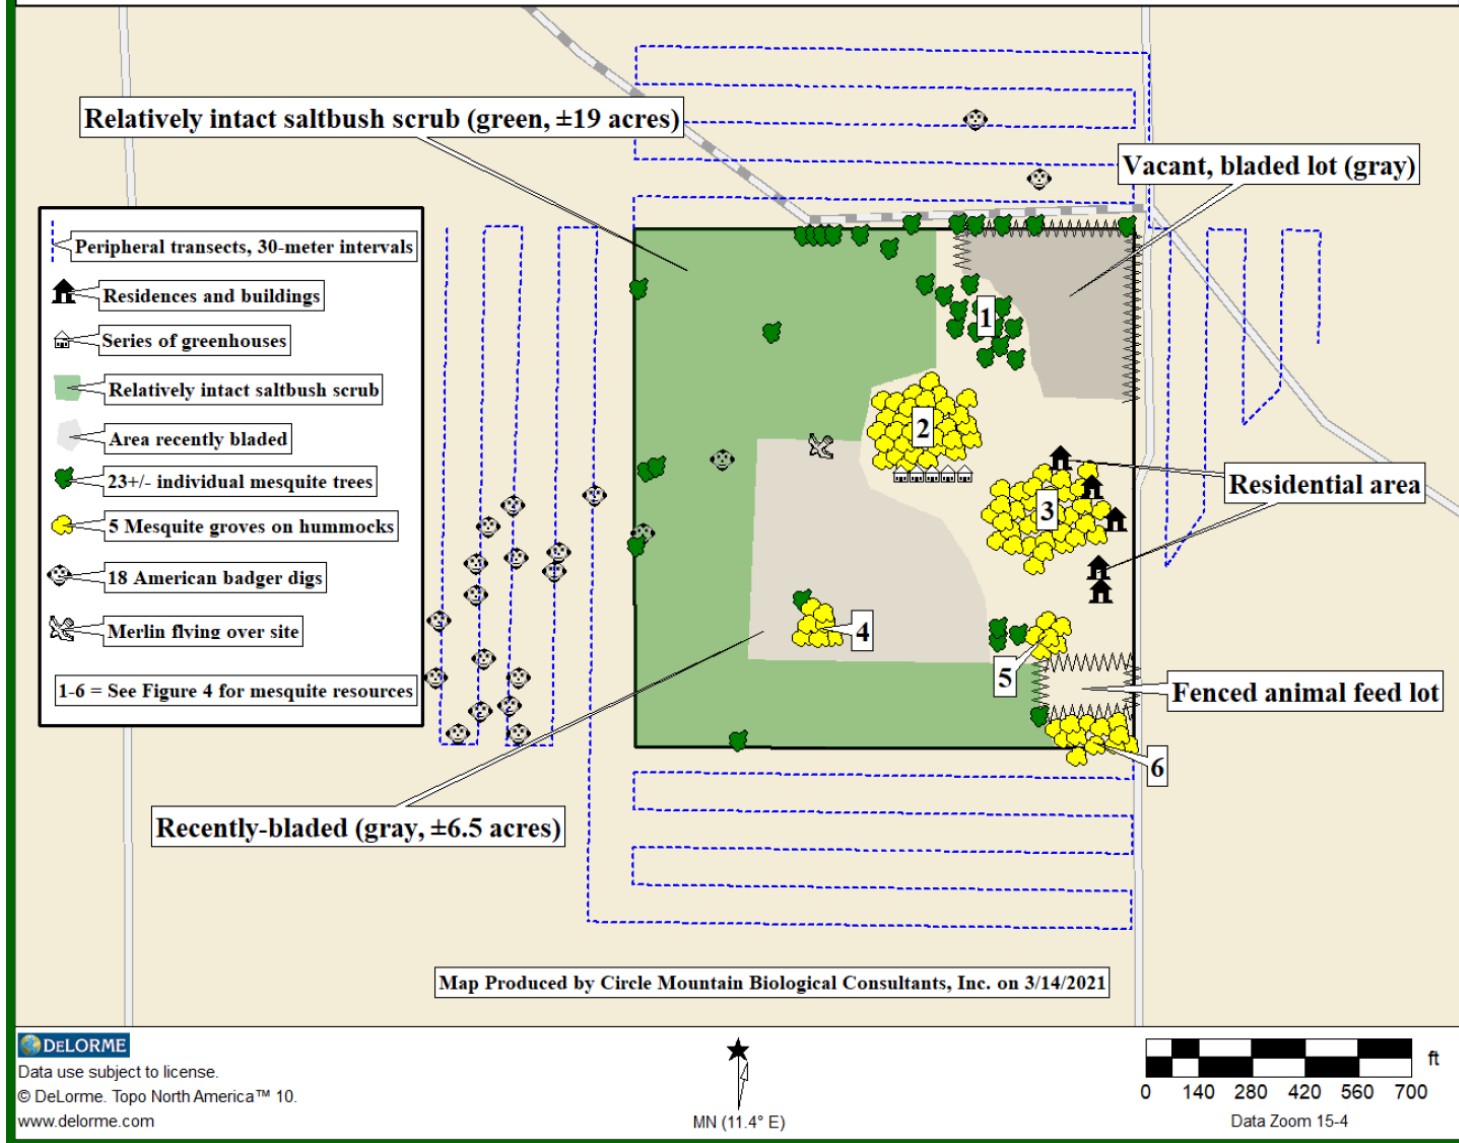 Relatively intact saltbush scrub (green, ±19 acres)
Vacant, bladed lot (gray)
Peripheral transects, 30-meter intervals
Residences and buildings
Series of greenhouses
Relatively intact saltbush scrub
Area recently bladed
23+/- individual mesquite trees
5 Mesquite groves on hummocks
18 American badger digs
Merlin flying over site
1-6 = See Figure 4 for mesquite resources
1
2
3
Residential area
4
5
Fenced animal feed lot
6
Recently-bladed (gray, ±6.5 acres)
Map Produced by Circle Mountain Biological Consultants, Inc. on 3/14/2021
DELORME
Data use subject to license.
© DeLorme. Topo North America™ 10.
www.delorme.com
MN (11.4° E)
ft
0 140 280 420 560 700
Data Zoom 15-4